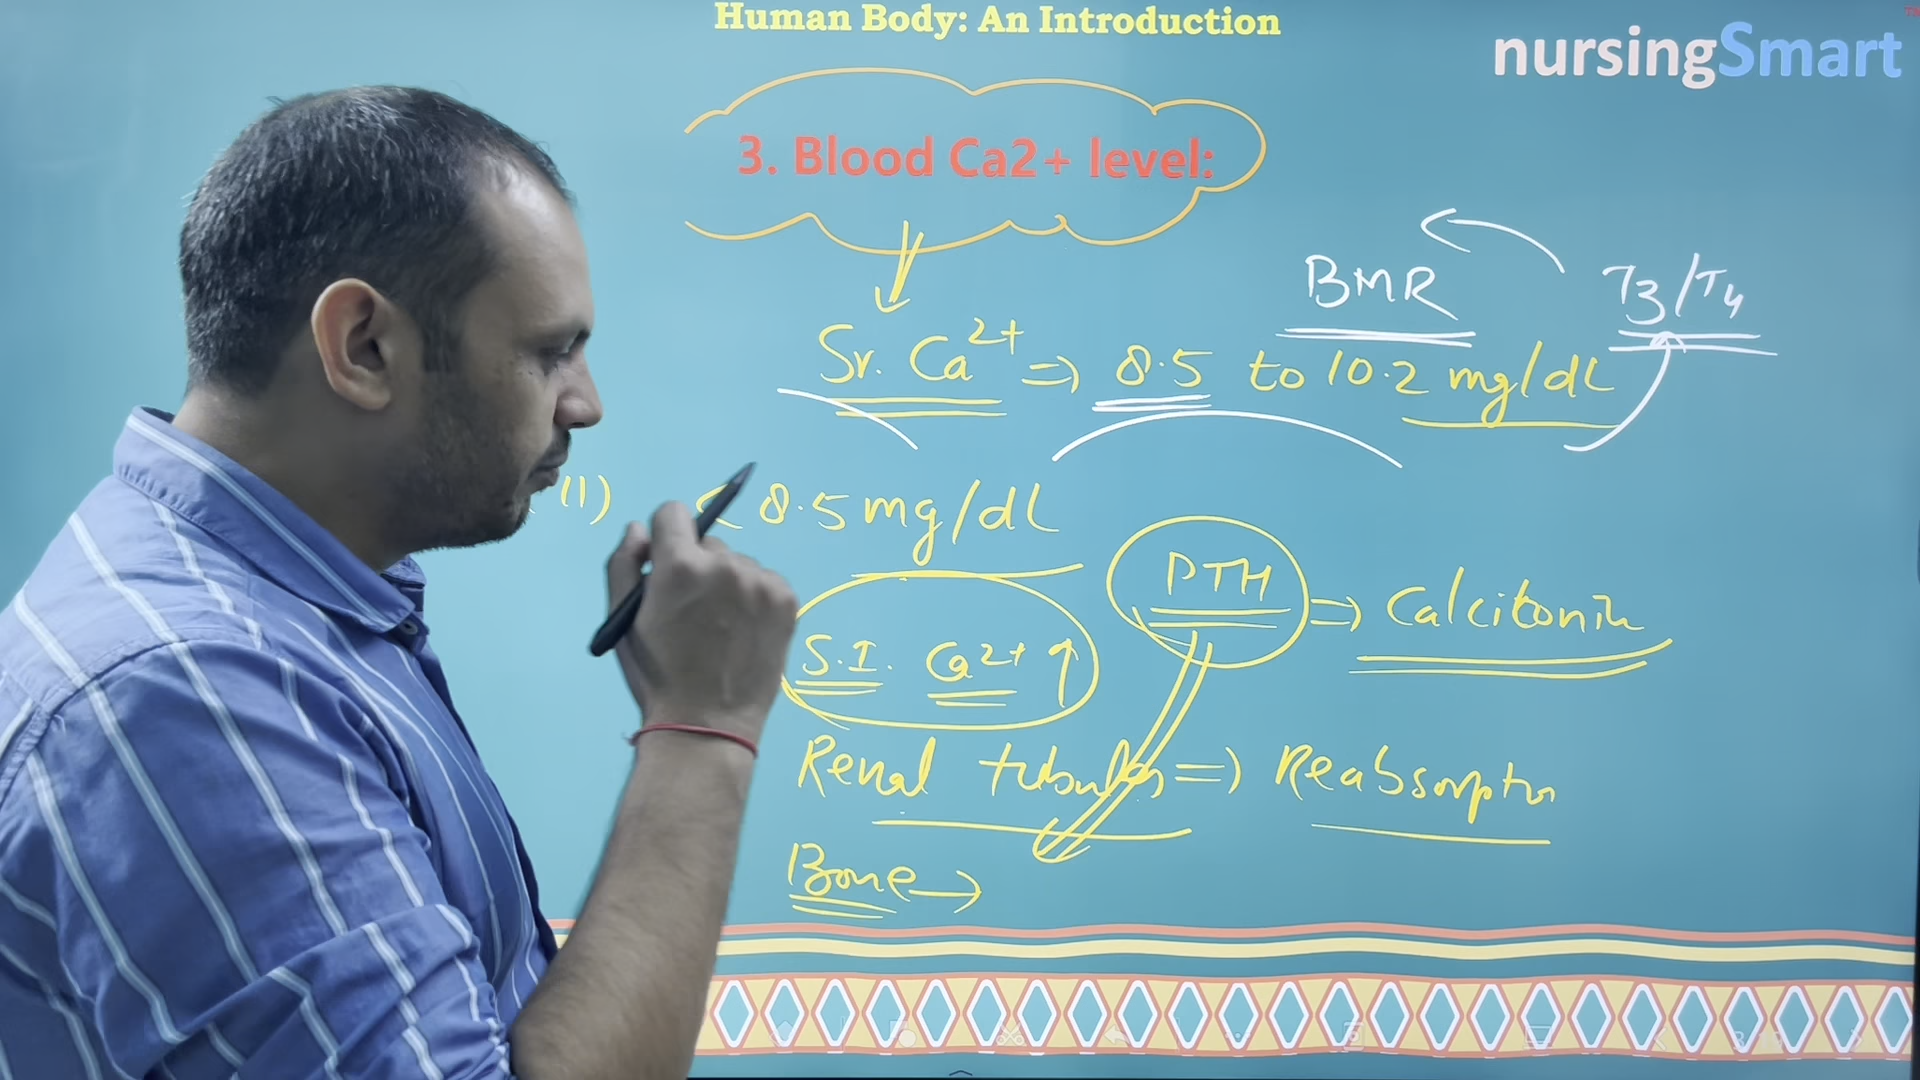 Human Body: An Introduction
nursingSmart
3. Blood Ca2+ level:
BMR
T3/T4
Sr. Ca2+ => 8.5 to 10.2 mg/dL
(1) < 8.5 mg/dL
PTH => Calcitonin
S.I. Ca2+ ↑
Renal tubules => Reabsorption
Bone →